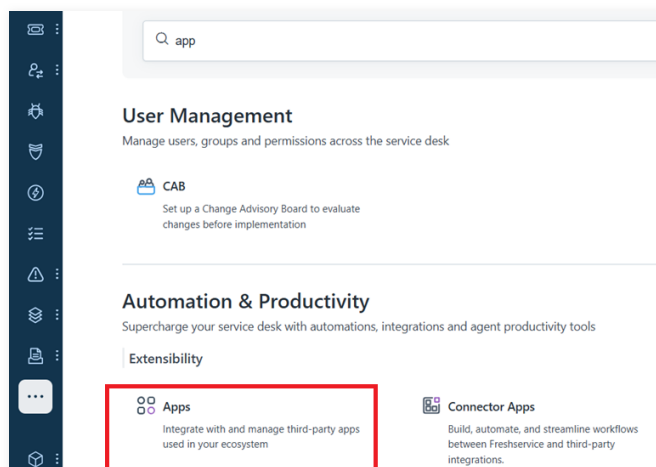 app
User Management
Manage users, groups and permissions across the service desk
CAB
Set up a Change Advisory Board to evaluate
changes before implementation
Automation & Productivity
Supercharge your service desk with automations, integrations and agent productivity tools
Extensibility
Apps
Integrate with and manage third-party apps
used in your ecosystem
Connector Apps
Build, automate, and streamline workflows
between Freshservice and third-party
integrations.